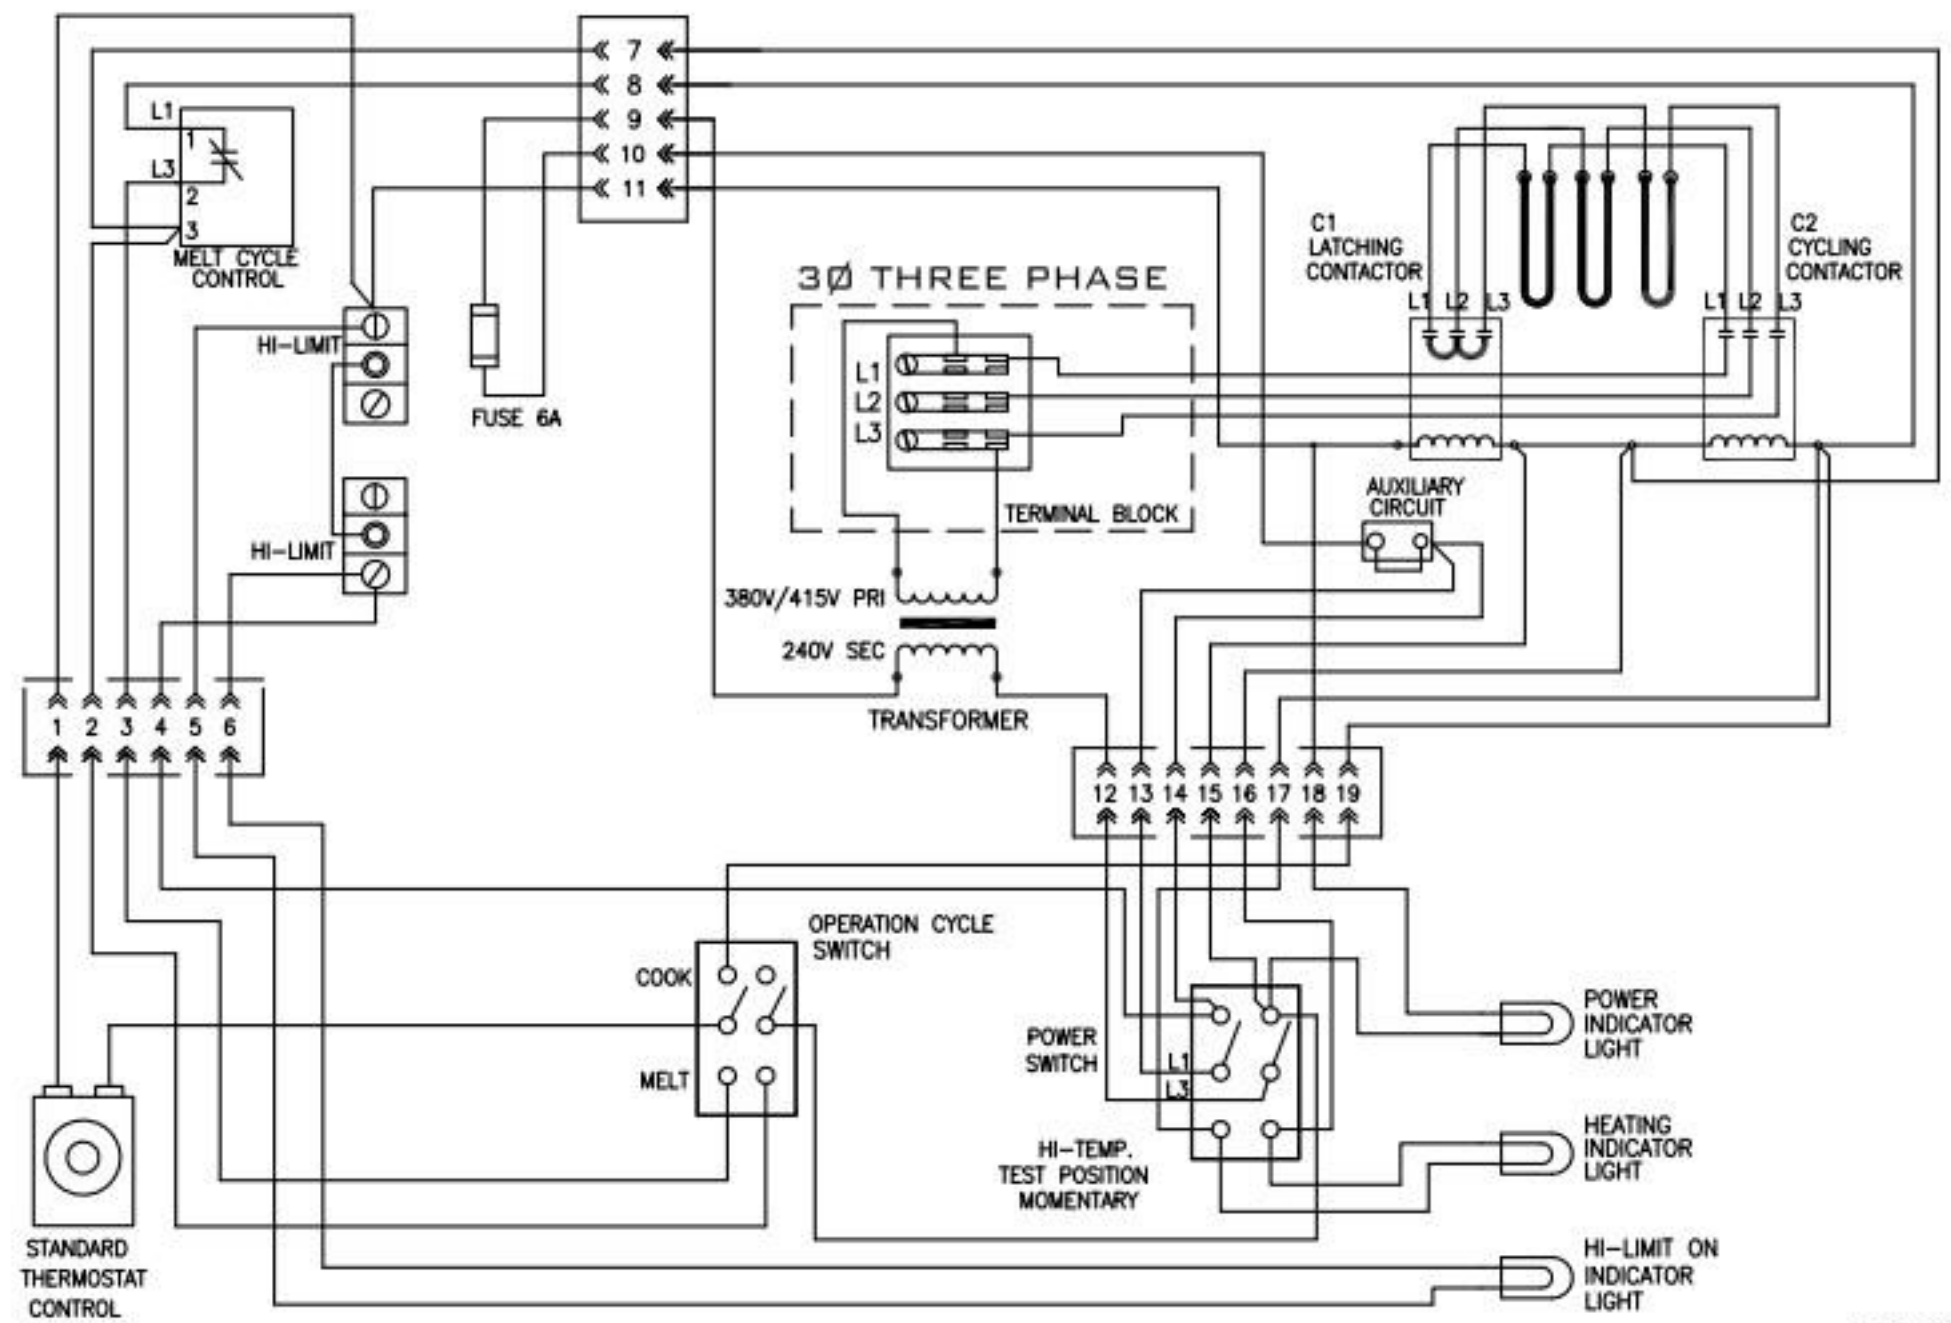 7
8
9
10
11
L1
1
L3
2
3
MELT CYCLE
CONTROL
C1
LATCHING
CONTACTOR
C2
CYCLING
CONTACTOR
L1 L2 L3
L1 L2 L3
3Ø THREE PHASE
HI-LIMIT
FUSE 6A
L1
L2
L3
TERMINAL BLOCK
AUXILIARY
CIRCUIT
HI-LIMIT
380V/415V PRI
240V SEC
TRANSFORMER
1 2 3 4 5 6
12 13 14 15 16 17 18 19
OPERATION CYCLE
SWITCH
COOK
MELT
POWER
SWITCH
L1
L3
POWER
INDICATOR
LIGHT
HI-TEMP.
TEST POSITION
MOMENTARY
HEATING
INDICATOR
LIGHT
STANDARD
THERMOSTAT
CONTROL
HI-LIMIT ON
INDICATOR
LIGHT